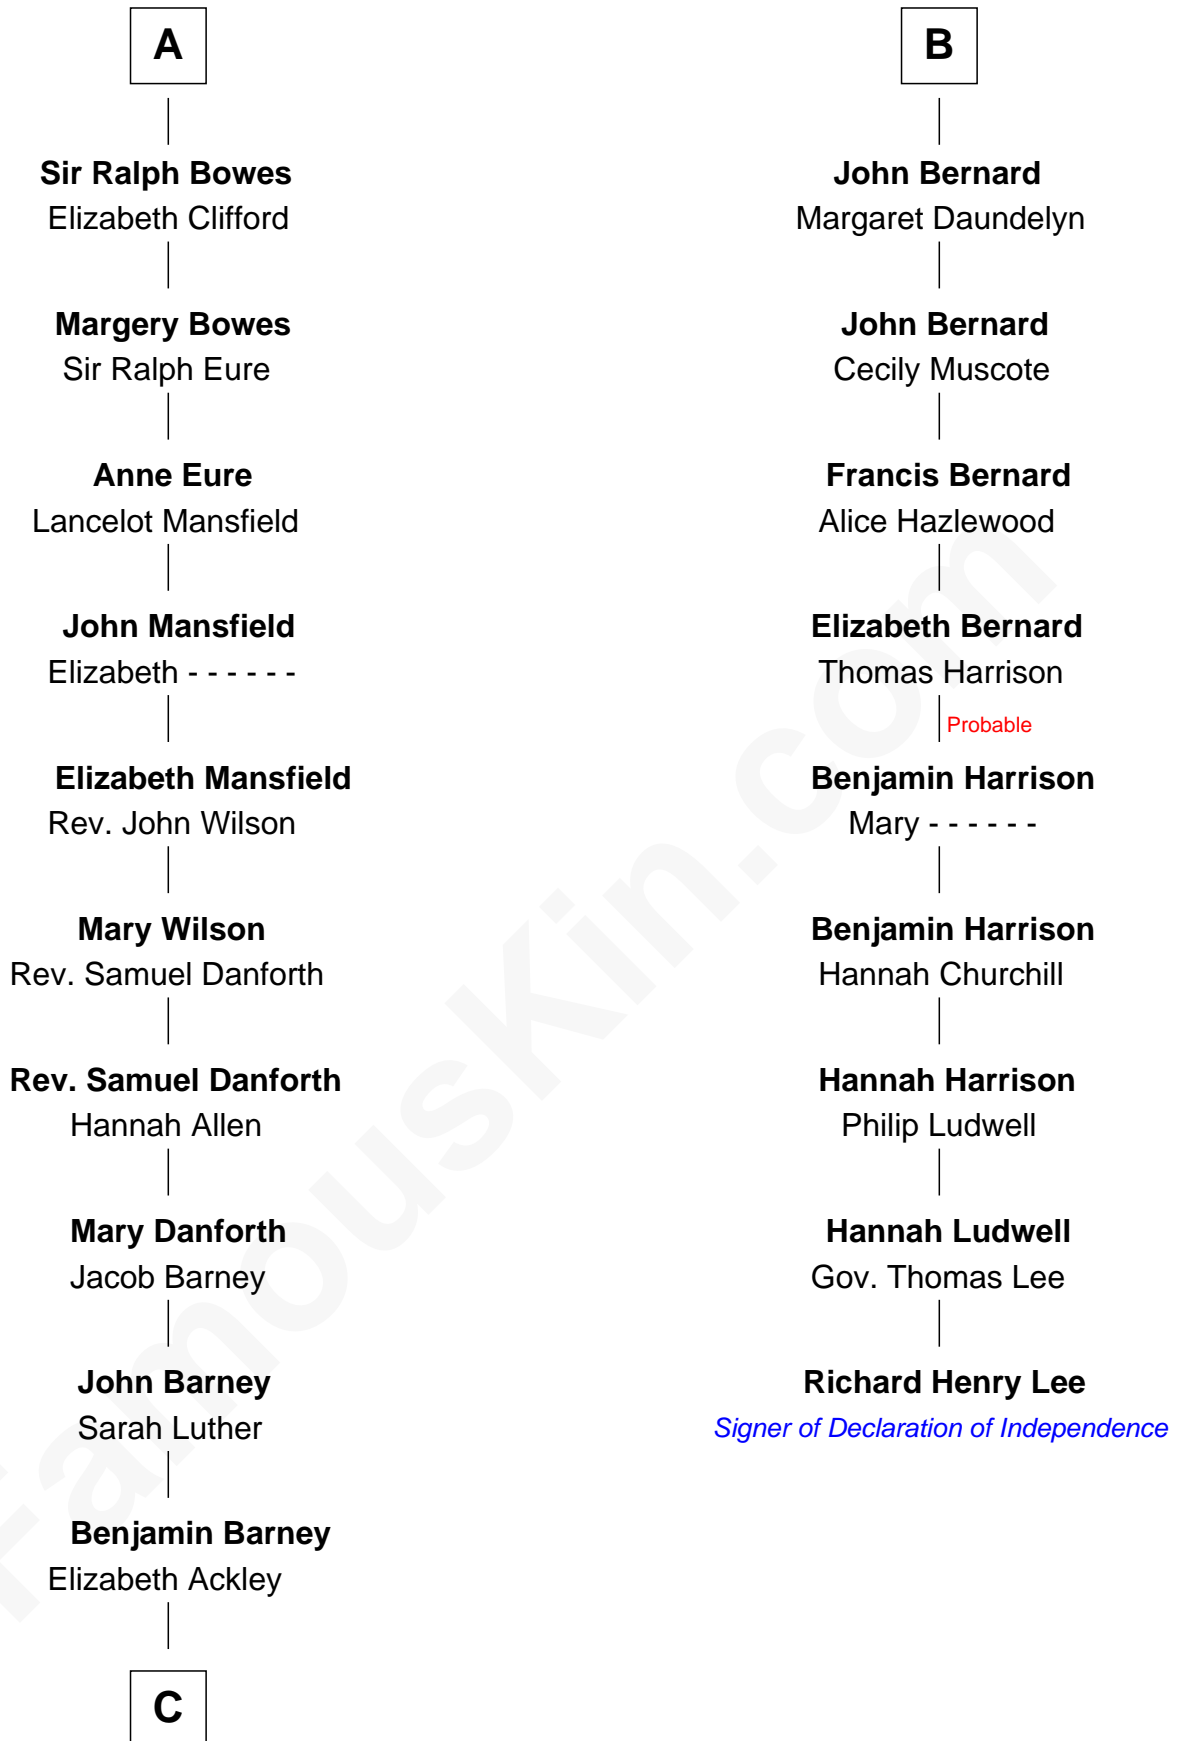 A
Sir Ralph Bowes
Elizabeth Clifford
Margery Bowes
Sir Ralph Eure
Anne Eure
Lancelot Mansfield
John Mansfield
Elizabeth - - - - - -
Elizabeth Mansfield
Rev. John Wilson
Mary Wilson
Rev. Samuel Danforth
Rev. Samuel Danforth
Hannah Allen
Mary Danforth
Jacob Barney
John Barney
Sarah Luther
Benjamin Barney
Elizabeth Ackley
C
B
John Bernard
Margaret Daundelyn
John Bernard
Cecily Muscote
Francis Bernard
Alice Hazlewood
Elizabeth Bernard
Thomas Harrison
Probable
Benjamin Harrison
Mary - - - - - -
Benjamin Harrison
Hannah Churchill
Hannah Harrison
Philip Ludwell
Hannah Ludwell
Gov. Thomas Lee
Richard Henry Lee
Signer of Declaration of Independence
FamousKin.com